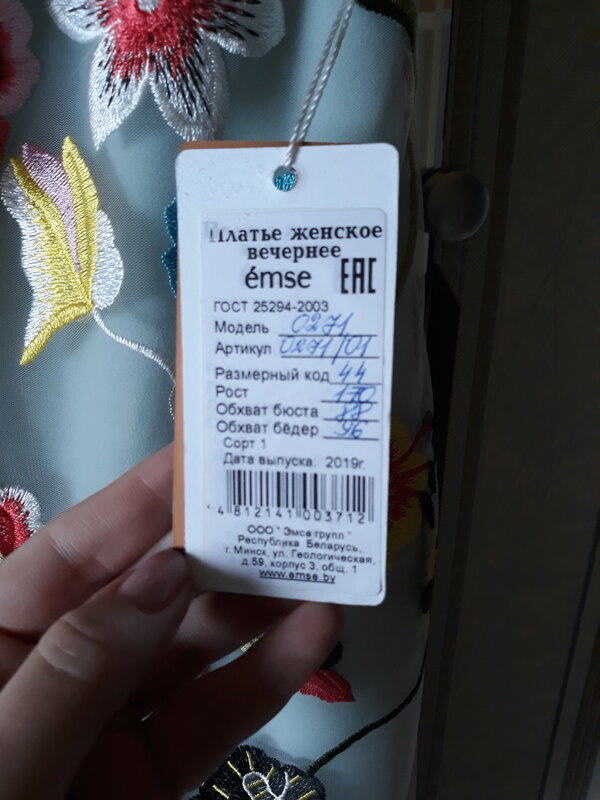 Платье женское
вечернее
émse EAC
ГОСТ 25294-2003
Модель 0271
Артикул 0271/01
Размерный код 44
Рост 170
Обхват бюста 88
Обхват бёдер 96
Сорт 1
Дата выпуска: 2019г.
4 812141 003712
ООО "Эмсе групп"
Республика Беларусь,
г. Минск, ул. Геологическая,
д.59, корпус 3, общ. 1
www.emse.by